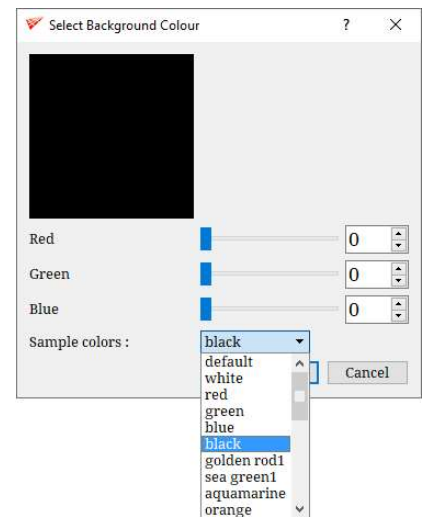 Select Background Colour ?
Red 0
Green 0
Blue 0
Sample colors : black
default
white
red
green
blue
black
golden rod1
sea green1
aquamarine
orange
Cancel